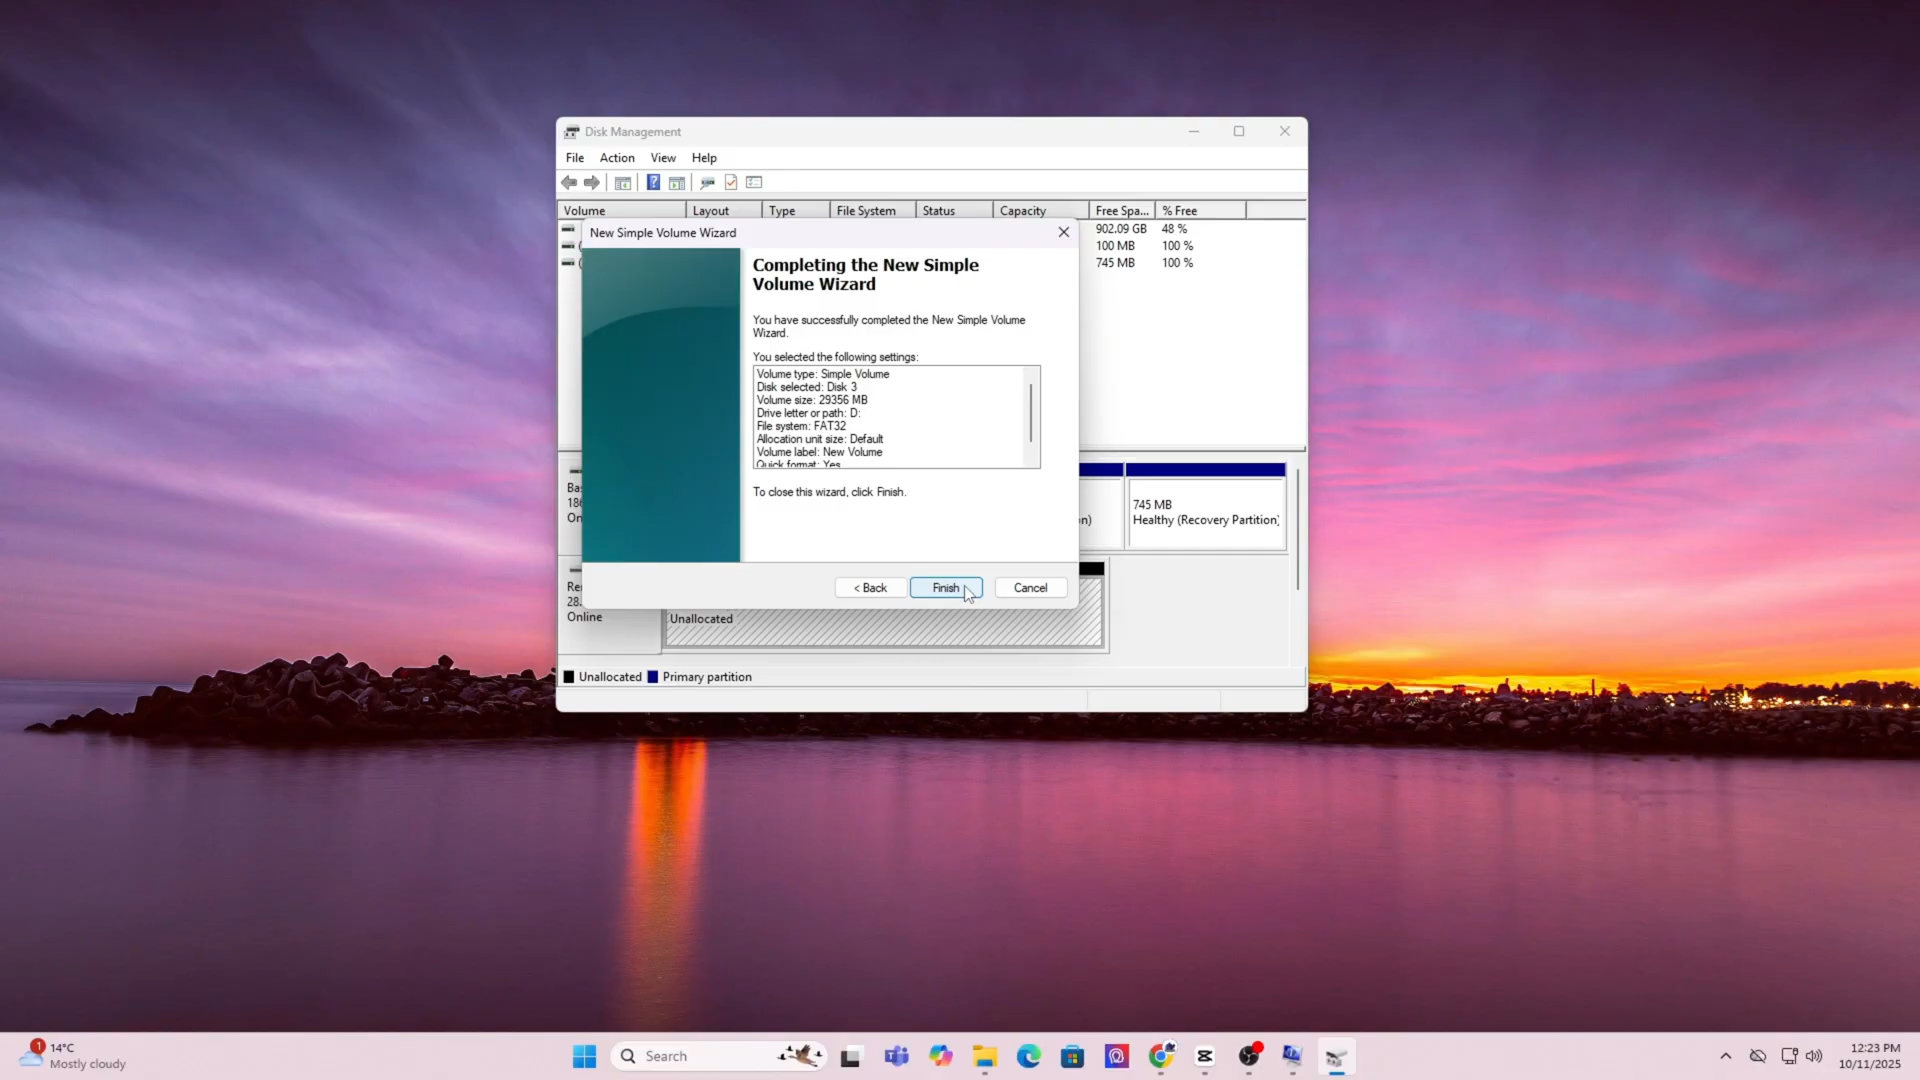 Disk Management
File Action View Help
Volume Layout Type File System Status Capacity Free Spa... % Free
902.09 GB 48 %
100 MB 100 %
745 MB 100 %
New Simple Volume Wizard
Completing the New Simple
Volume Wizard
You have successfully completed the New Simple Volume
Wizard.
You selected the following settings:
Volume type: Simple Volume
Disk selected: Disk 3
Volume size: 29356 MB
Drive letter or path: D:
File system: FAT32
Allocation unit size: Default
Volume label: New Volume
Quick format: Yes
To close this wizard, click Finish.
< Back Finish Cancel
Ba
186
On
n)
745 MB
Healthy (Recovery Partition)
Re
28.
Online
Unallocated
Unallocated Primary partition
1
14°C
Mostly cloudy
Search
12:23 PM
10/11/2025